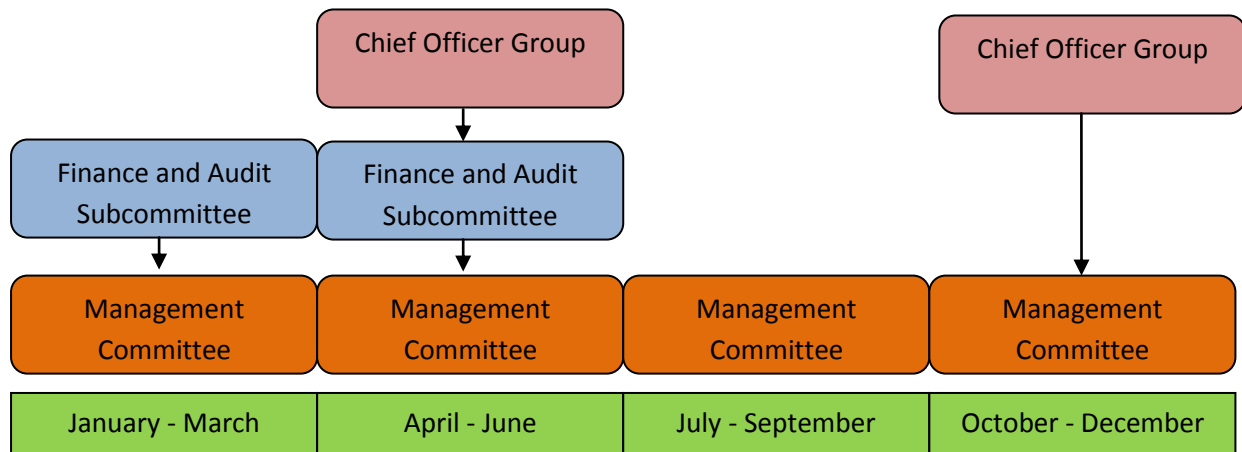 Chief Officer Group
Chief Officer Group
Finance and Audit
Subcommittee
Finance and Audit
Subcommittee
Management
Committee
Management
Committee
Management
Committee
Management
Committee
January - March
April - June
July - September
October - December